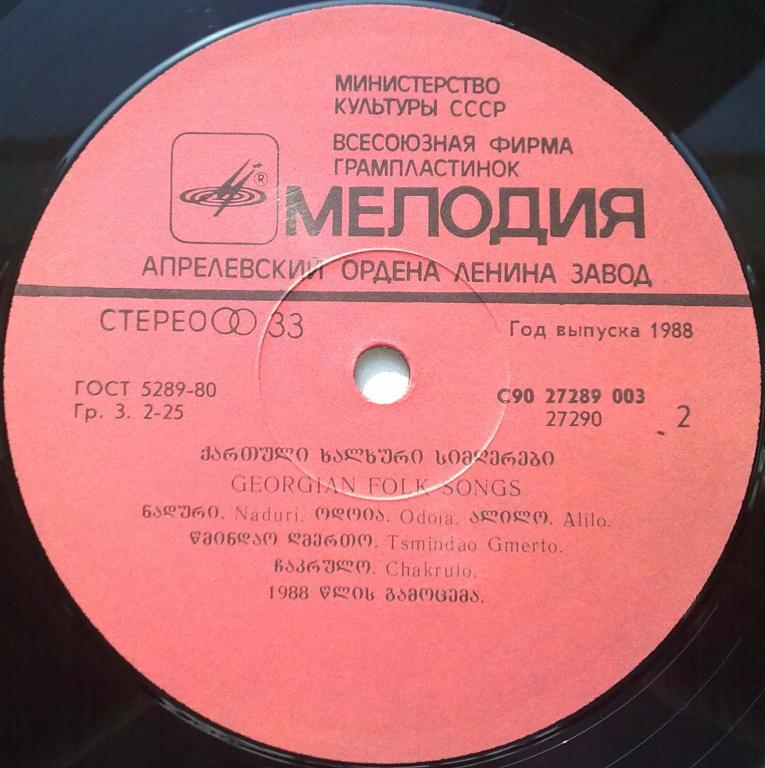 МИНИСТЕРСТВО
КУЛЬТУРЫ СССР
ВСЕСОЮЗНАЯ ФИРМА
ГРАМПЛАСТИНОК
®
МЕЛОДИЯ
АПРЕЛЕВСКИЙ ОРДЕНА ЛЕНИНА ЗАВОД
СТЕРЕО 33
Год выпуска 1988
ГОСТ 5289-80
Гр. 3. 2-25
С90 27289 003
27290
2
ქართული ხალხური სიმღერები
GEORGIAN FOLK SONGS
ნადური. Naduri. ოდოია. Odoia. ალილო. Alilo.
წმინდაო ღმერთო. Tsmindao Gmerto.
ჩაკრულო. Chakrulo.
1988 წლის გამოცემა.